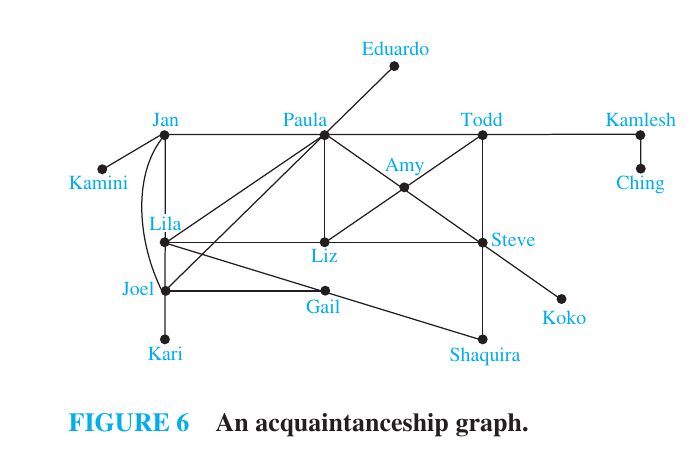 Eduardo
Jan Paula Todd Kamlesh
Amy
Kamini Ching
Lila
Steve
Liz
Joel
Gail
Koko
Kari Shaquira
FIGURE 6 An acquaintanceship graph.